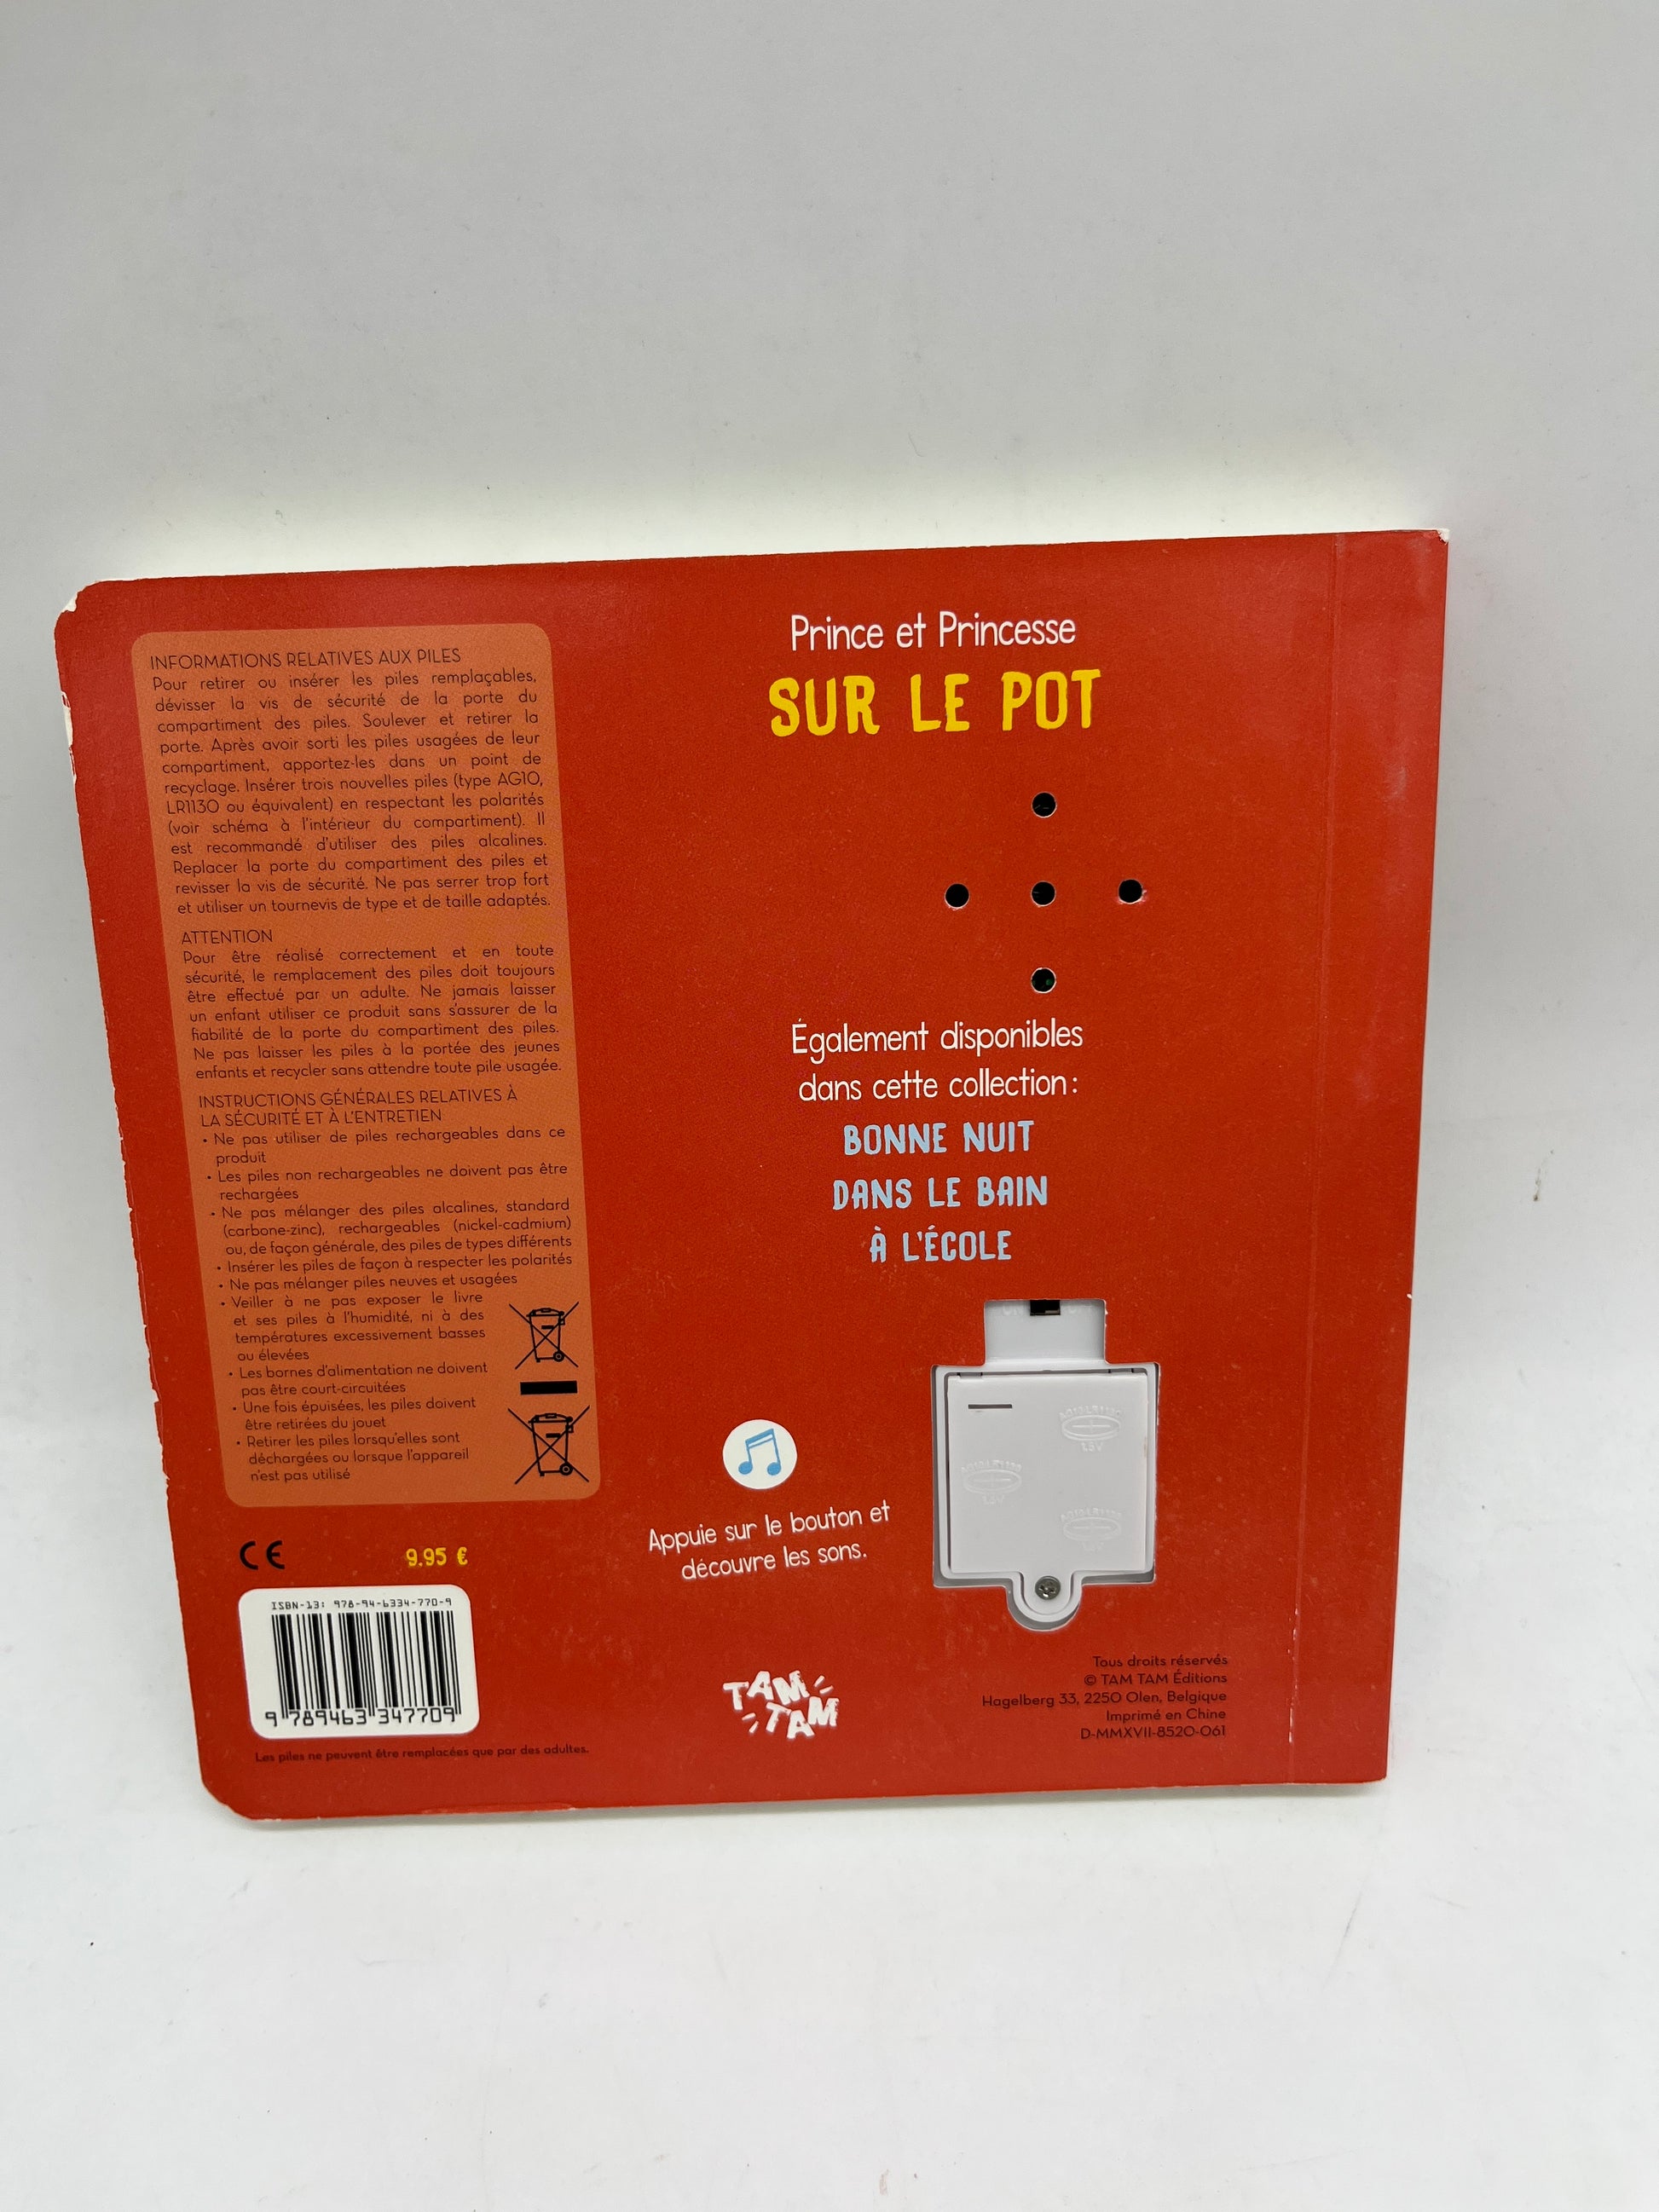 INFORMATIONS RELATIVES AUX PILES
Pour retirer ou insérer les piles remplaçables,
dévisser la vis de sécurité de la porte du
compartiment des piles. Soulever et retirer la
porte. Après avoir sorti les piles usagées de leur
compartiment, apportez-les dans un point de
recyclage. Insérer trois nouvelles piles (type AG10,
LR1130 ou équivalent) en respectant les polarités
(voir schéma à l'intérieur du compartiment). Il
est recommandé d'utiliser des piles alcalines.
Replacer la porte du compartiment des piles et
revisser la vis de sécurité. Ne pas serrer trop fort
et utiliser un tournevis de type et de taille adaptés.
ATTENTION
Pour être réalisé correctement et en toute
sécurité, le remplacement des piles doit toujours
être effectué par un adulte. Ne jamais laisser
un enfant utiliser ce produit sans s'assurer de la
fiabilité de la porte du compartiment des piles.
Ne pas laisser les piles à la portée des jeunes
enfants et recycler sans attendre toute pile usagée.
INSTRUCTIONS GÉNÉRALES RELATIVES À
LA SÉCURITÉ ET À L'ENTRETIEN
• Ne pas utiliser de piles rechargeables dans ce
produit
• Les piles non rechargeables ne doivent pas être
rechargées
• Ne pas mélanger des piles alcalines, standard
(carbone-zinc), rechargeables (nickel-cadmium)
ou, de façon générale, des piles de types différents
• Insérer les piles de façon à respecter les polarités
• Ne pas mélanger piles neuves et usagées
• Veiller à ne pas exposer le livre
et ses piles à l'humidité, ni à des
températures excessivement basses
ou élevées
• Les bornes d'alimentation ne doivent
pas être court-circuitées
• Une fois épuisées, les piles doivent
être retirées du jouet
• Retirer les piles lorsqu'elles sont
déchargées ou lorsque l'appareil
n'est pas utilisé
CE
9.95 €
ISBN-13: 978-94-6334-770-9
9 789463 347709
Les piles ne peuvent être remplacées que par des adultes.
Prince et Princesse
SUR LE POT
Également disponibles
dans cette collection :
BONNE NUIT
DANS LE BAIN
À L'ÉCOLE
Appuie sur le bouton et
découvre les sons.
1.5V
TAM
TAM
Tous droits réservés
© TAM TAM Éditions
Hagelberg 33, 2250 Olen, Belgique
Imprimé en Chine
D-MMXVII-8520-061